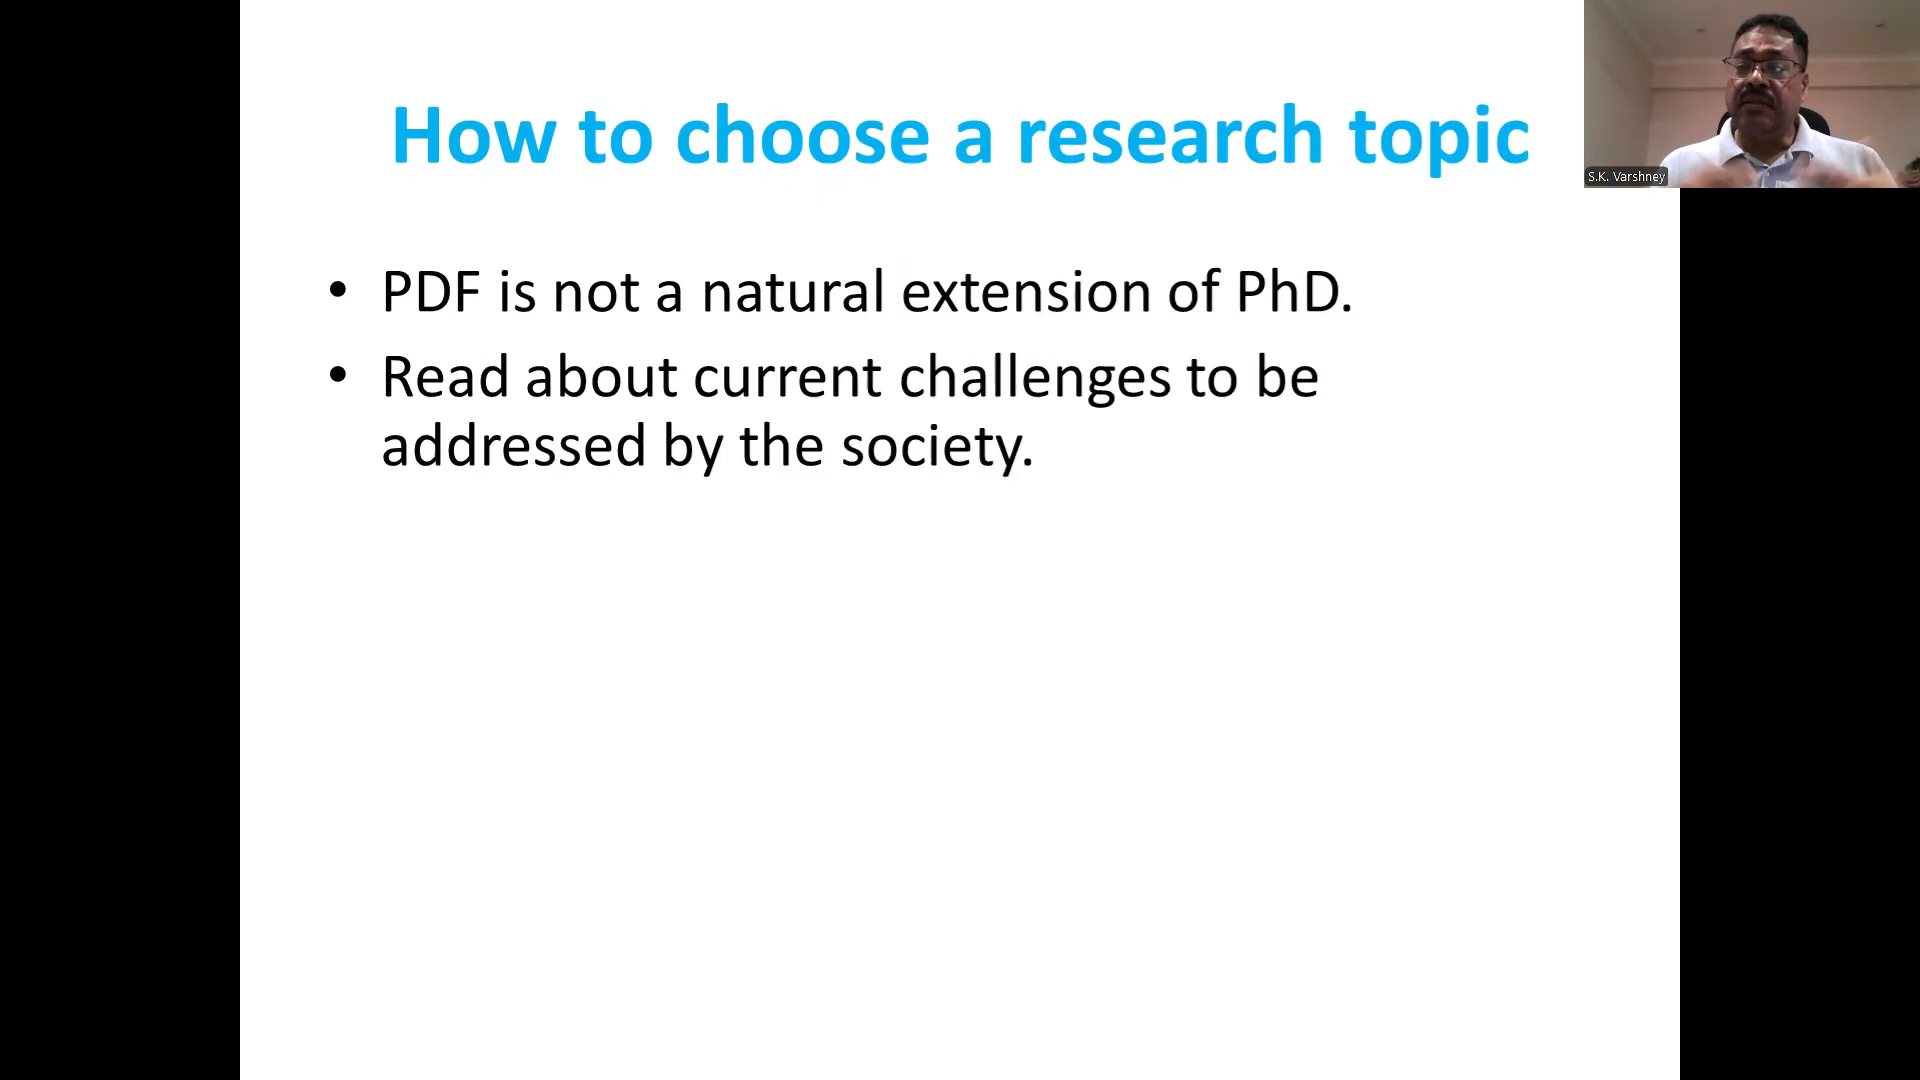 How to choose a research topic
S.K. Varshney
• PDF is not a natural extension of PhD.
• Read about current challenges to be
addressed by the society.